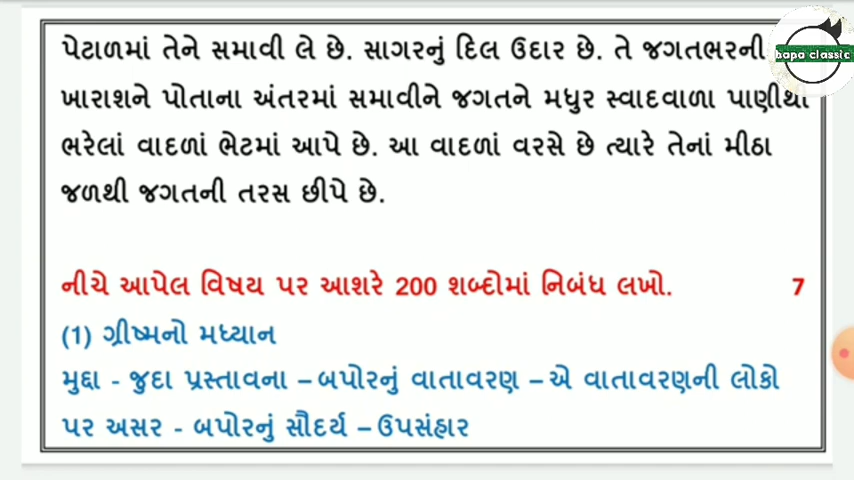 પેટાળમાં તેને સમાવી લે છે. સાગરનું દિલ ઉદાર છે. તે જગતભરની
bapa classic
ખારાશને પોતાના અંતરમાં સમાવીને જગતને મધુર સ્વાદવાળા પાણીથી
ભરેલાં વાદળાં ભેટમાં આપે છે. આ વાદળાં વરસે છે ત્યારે તેનાં મીઠા
જળથી જગતની તરસ છીપે છે.
નીચે આપેલ વિષય પર આશરે 200 શબ્દોમાં નિબંધ લખો. 7
(1) ગ્રીષ્મનો મધ્યાન
મુદ્દા - જુદા પ્રસ્તાવના – બપોરનું વાતાવરણ – એ વાતાવરણની લોકો
પર અસર - બપોરનું સૌદર્ય – ઉપસંહાર